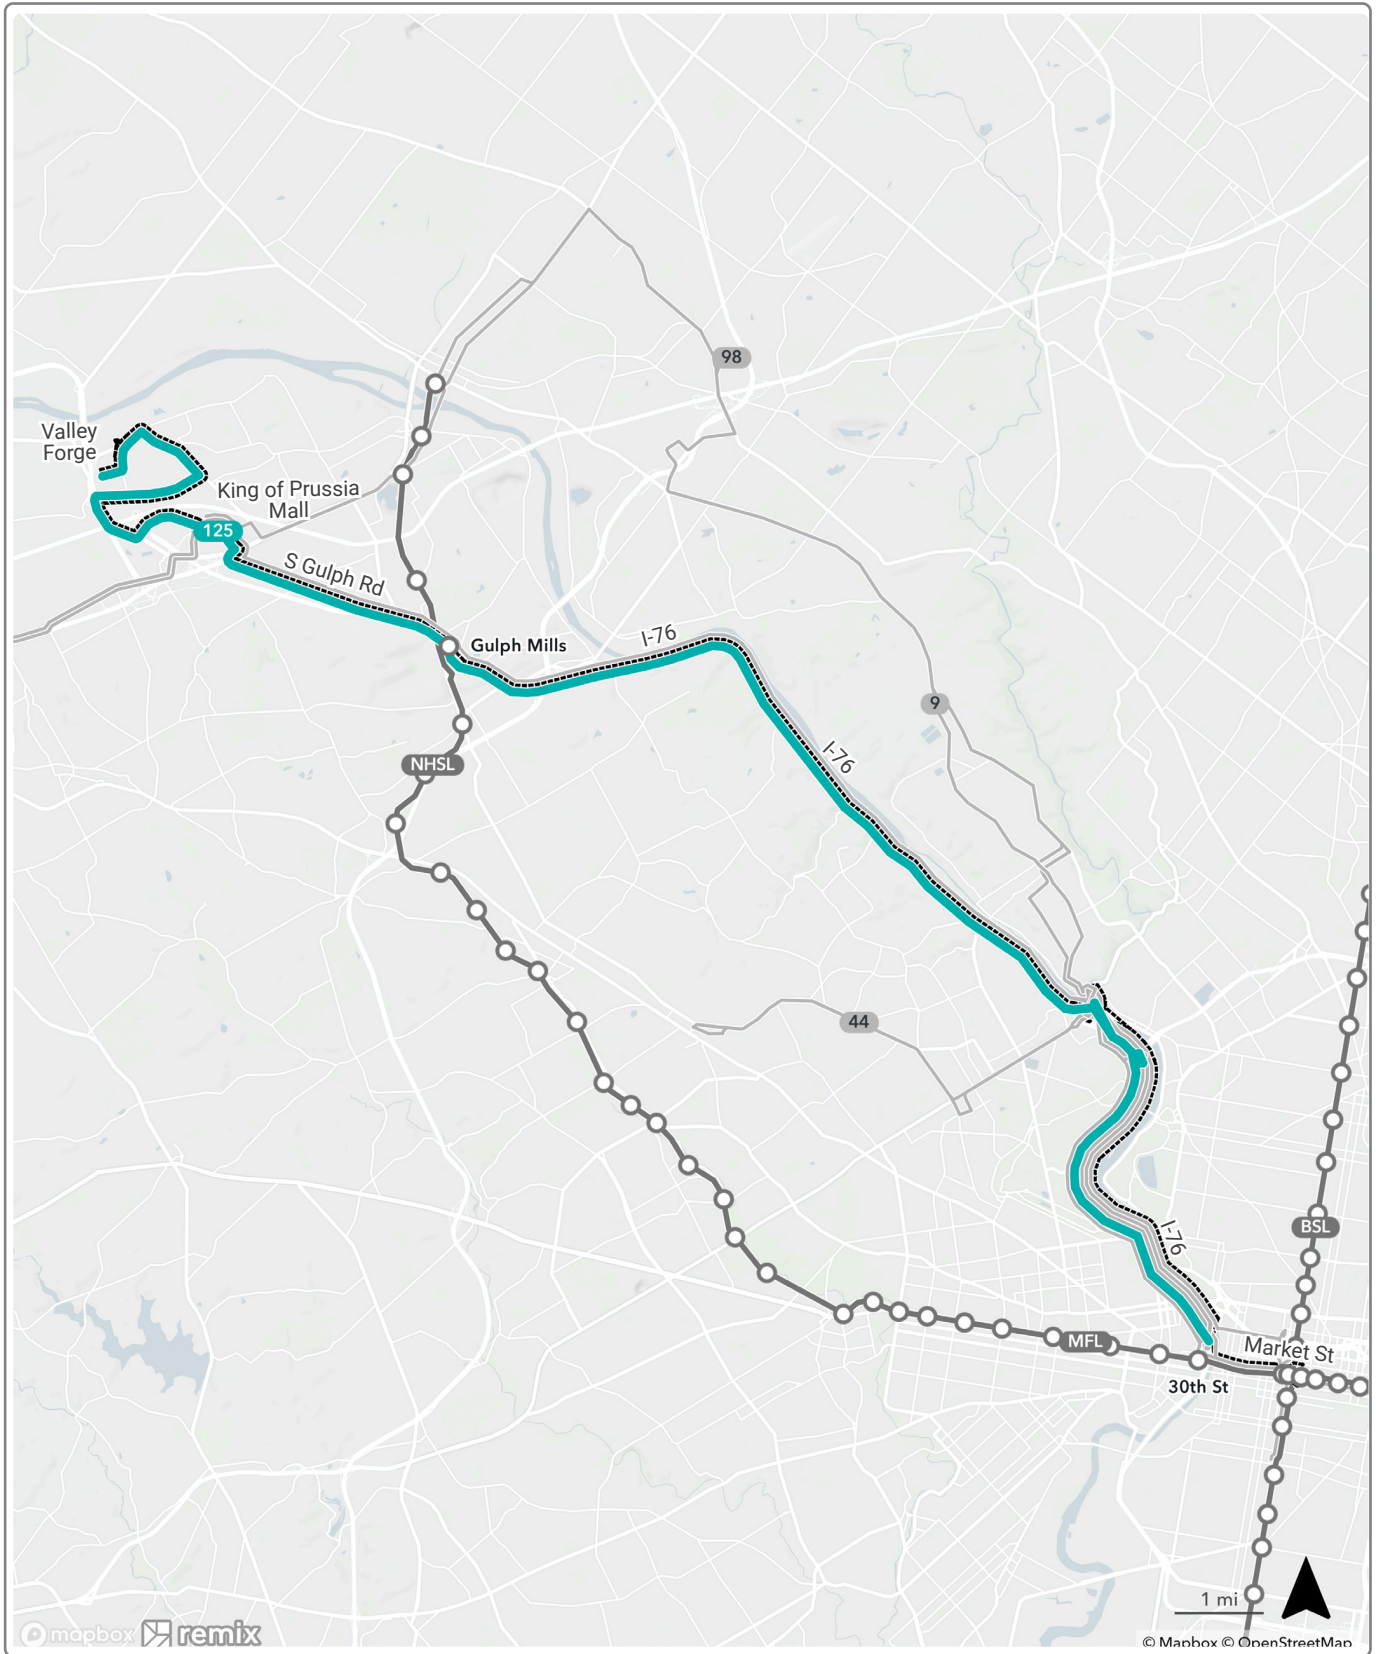 98
Valley
Forge
King of Prussia
Mall
125
S Gulph Rd
Gulph Mills
I-76
9
I-76
NHSL
44
I-76
BSL
MFL
Market St
30th St
1 mi
mapbox remix
© Mapbox © OpenStreetMap